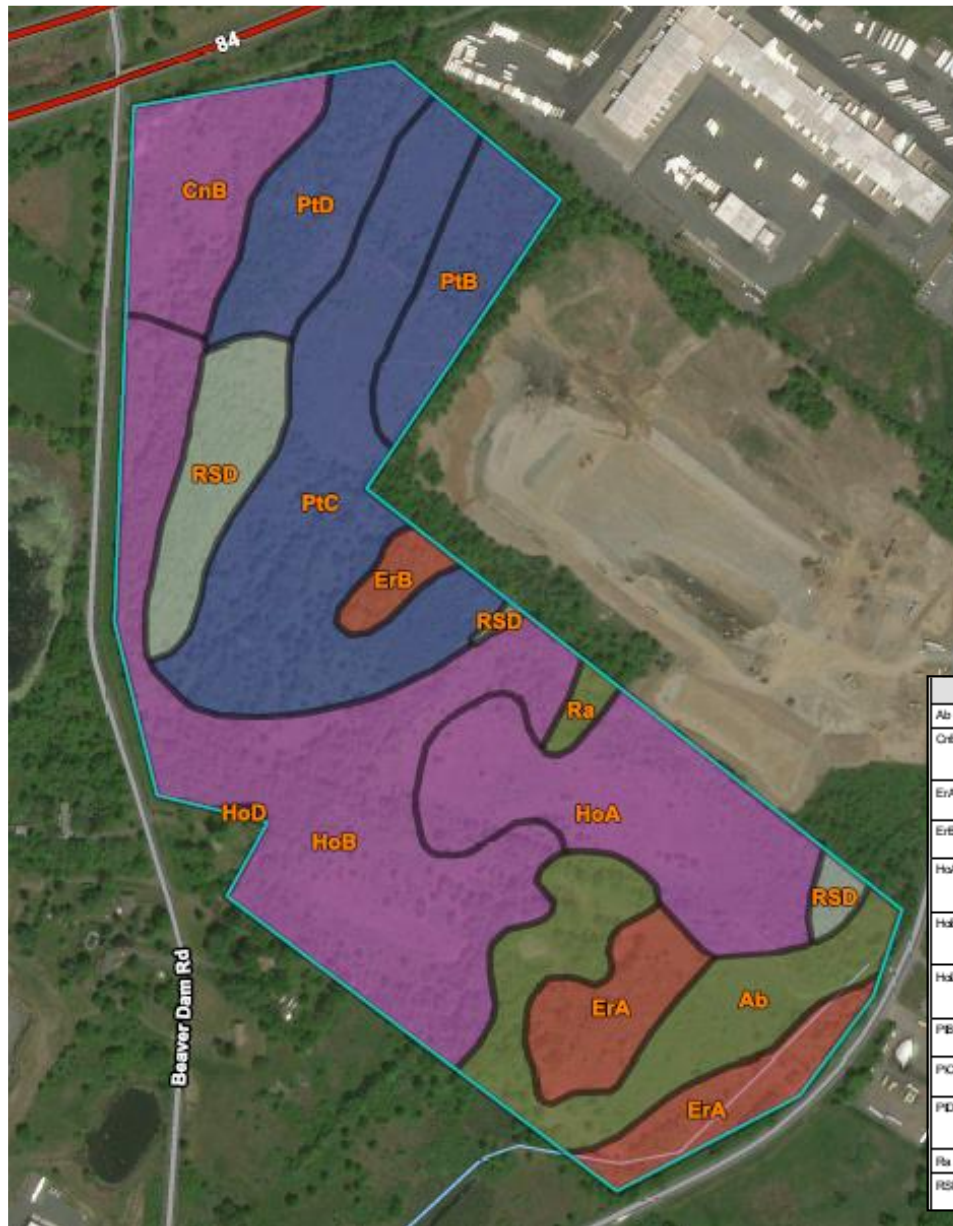 84
CnB
PtD
PtB
RSD
PtC
ErB
RSD
Ra
HoD
HoA
HoB
RSD
Ab
ErA
ErA
Beaver Dam Rd
Ab
Ra